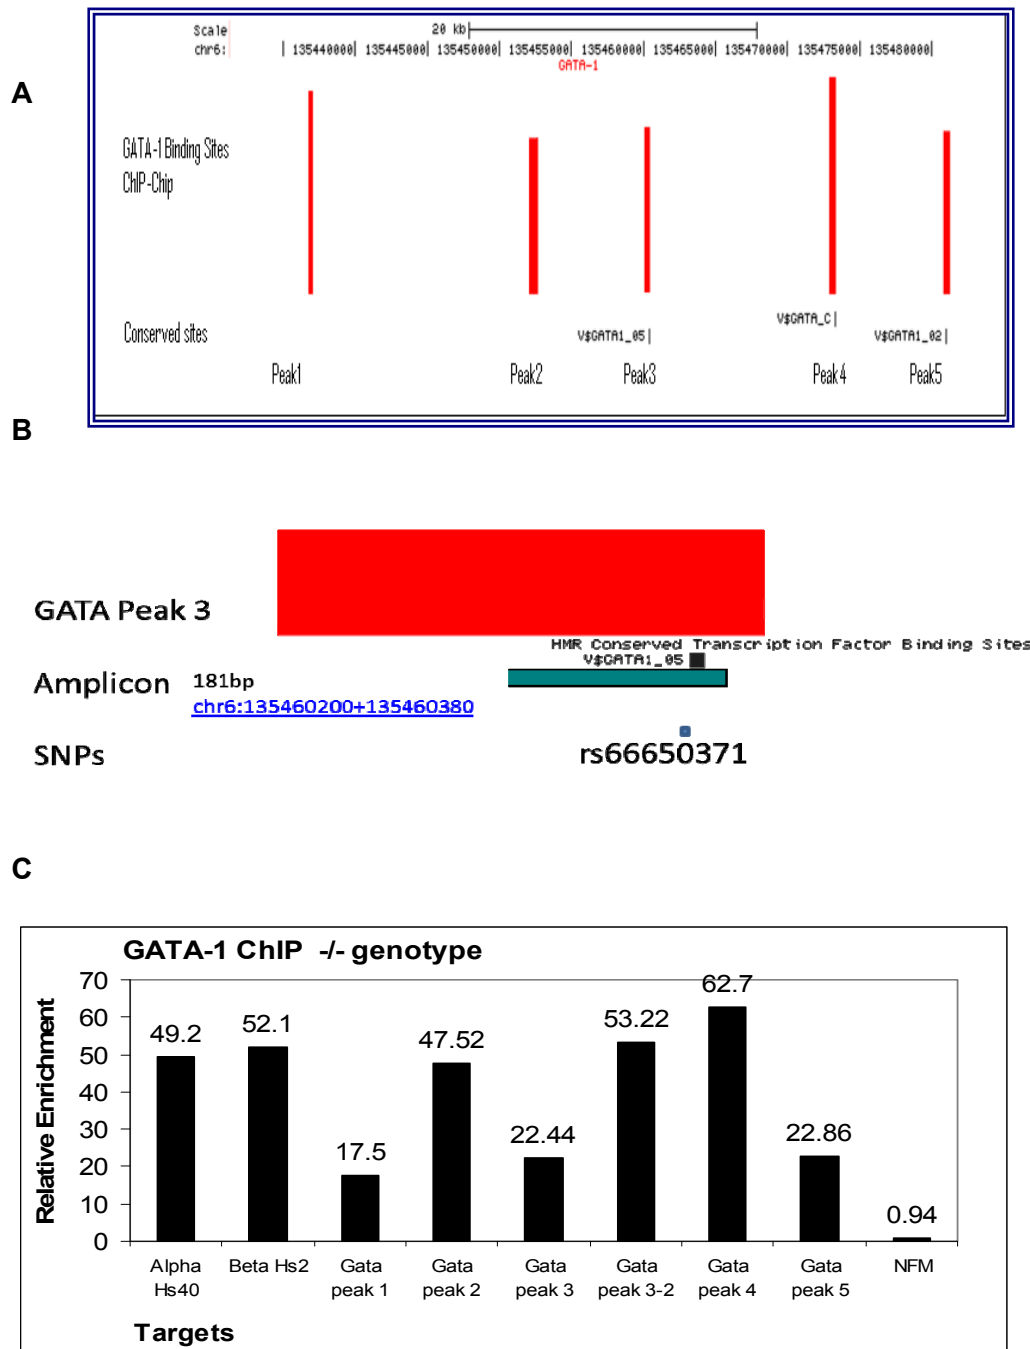 A
Scale
20 kb
chr6:
135440000| 135445000| 135450000| 135455000| 135460000| 135465000| 135470000| 135475000| 135480000|
GATA-1
GATA-1 Binding Sites
ChIP-Chip
Conserved sites
V$GATA1_05
V$GATA_C
V$GATA1_02
Peak1
Peak2
Peak3
Peak4
Peak5
B
GATA Peak 3
HMR Conserved Transcription Factor Binding Sites
V$GATA1_05
Amplicon
181bp
chr6:135460200+135460380
SNPs
rs66650371
C
GATA-1 ChIP -/- genotype
Relative Enrichment
70
60
50
40
30
20
10
0
49.2
52.1
17.5
47.52
22.44
53.22
62.7
22.86
0.94
Alpha Hs40
Beta Hs2
Gata peak 1
Gata peak 2
Gata peak 3
Gata peak 3-2
Gata peak 4
Gata peak 5
NFM
Targets